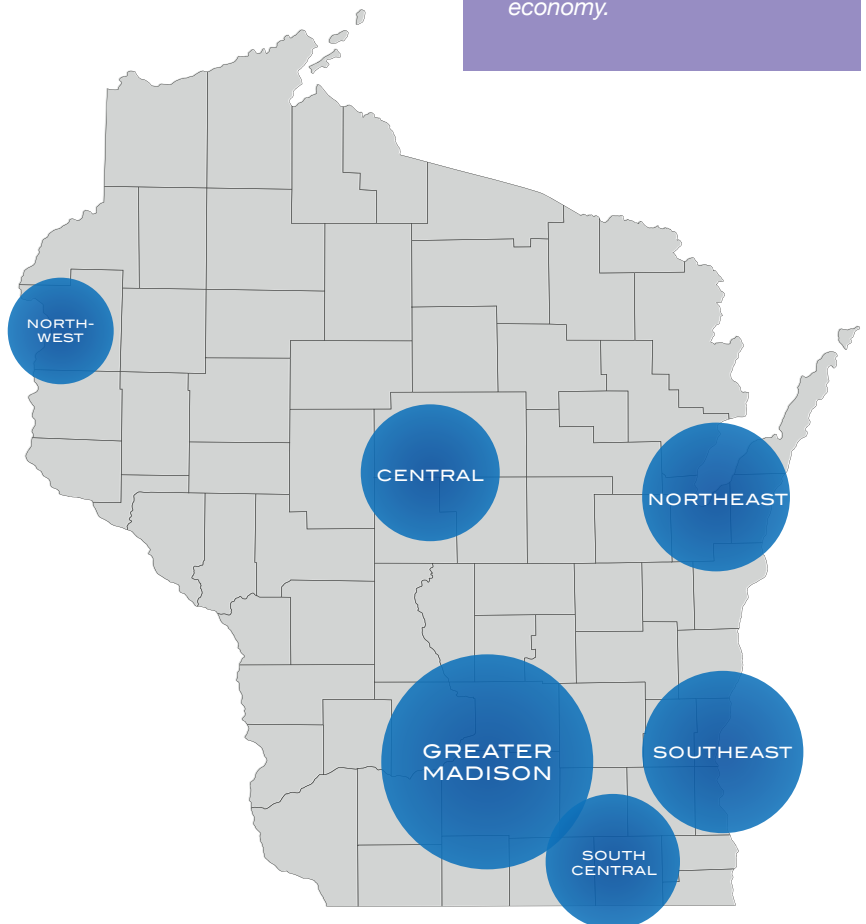 economy.
NORTH-
WEST
CENTRAL
NORTHEAST
GREATER
MADISON
SOUTHEAST
SOUTH
CENTRAL